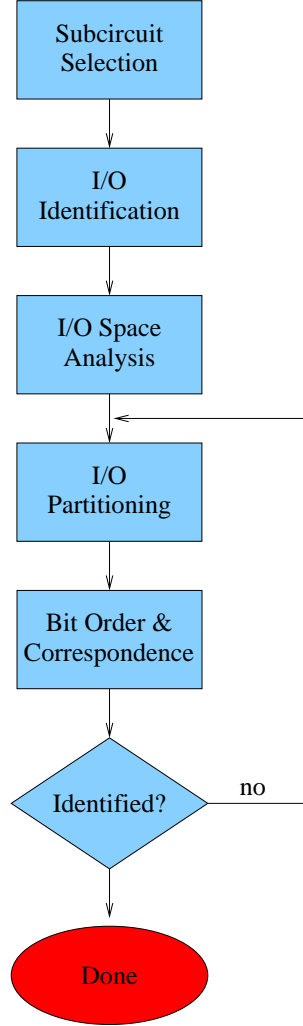 Subcircuit
Selection
I/O
Identification
I/O Space
Analysis
I/O
Partitioning
Bit Order &
Correspondence
Identified?
no
Done